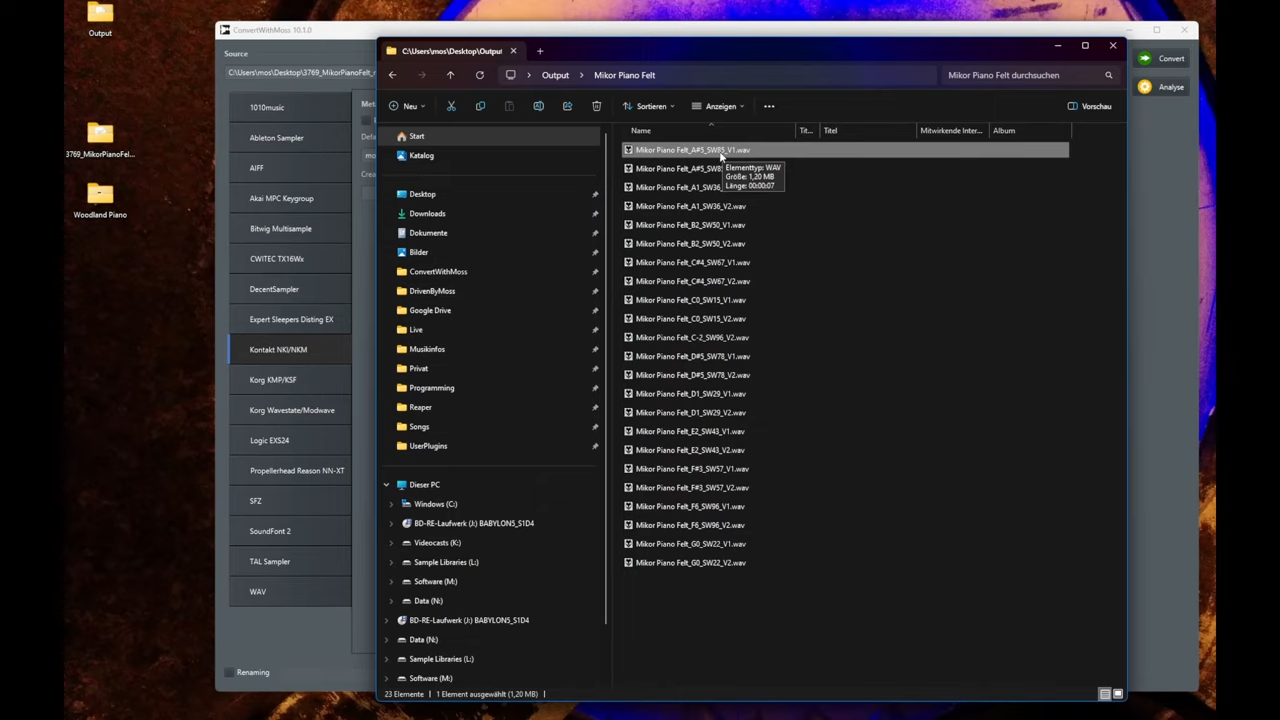 Output
3769_MikorPianoFel...
Woodland Piano
ConvertWithMoss 10.1.0
Source
C:\Users\mos\Desktop\3769_MikorPianoFelt_
Convert
Analyse
1010music
Ableton Sampler
AIFF
Akai MPC Keygroup
Bitwig Multisample
CWITEC TX16Wx
DecentSampler
Expert Sleepers Disting EX
Kontakt NKI/NKM
Korg KMP/KSF
Korg Wavestate/Modwave
Logic EXS24
Propellerhead Reason NN-XT
SFZ
SoundFont 2
TAL Sampler
WAV
Renaming
C:\Users\mos\Desktop\Output
Output
Mikor Piano Felt
Mikor Piano Felt durchsuchen
Neu
Sortieren
Anzeigen
Vorschau
Start
Katalog
Desktop
Downloads
Dokumente
Bilder
ConvertWithMoss
DrivenByMoss
Google Drive
Live
Musikinfos
Privat
Programming
Reaper
Songs
UserPlugins
Dieser PC
Windows (C:)
BD-RE-Laufwerk (J:) BABYLON5_S1D4
Videocasts (K:)
Sample Libraries (L:)
Software (M:)
Data (N:)
BD-RE-Laufwerk (J:) BABYLON5_S1D4
Data (N:)
Sample Libraries (L:)
Software (M:)
Name
Tit...
Titel
Mitwirkende Inter...
Album
Mikor Piano Felt_A#5_SW85_V1.wav
Mikor Piano Felt_A#5_SW85
Mikor Piano Felt_A1_SW36_
Mikor Piano Felt_A1_SW36_V2.wav
Mikor Piano Felt_B2_SW50_V1.wav
Mikor Piano Felt_B2_SW50_V2.wav
Mikor Piano Felt_C#4_SW67_V1.wav
Mikor Piano Felt_C#4_SW67_V2.wav
Mikor Piano Felt_C0_SW15_V1.wav
Mikor Piano Felt_C0_SW15_V2.wav
Mikor Piano Felt_C-2_SW96_V2.wav
Mikor Piano Felt_D#5_SW78_V1.wav
Mikor Piano Felt_D#5_SW78_V2.wav
Mikor Piano Felt_D1_SW29_V1.wav
Mikor Piano Felt_D1_SW29_V2.wav
Mikor Piano Felt_E2_SW43_V1.wav
Mikor Piano Felt_E2_SW43_V2.wav
Mikor Piano Felt_F#3_SW57_V1.wav
Mikor Piano Felt_F#3_SW57_V2.wav
Mikor Piano Felt_F6_SW96_V1.wav
Mikor Piano Felt_F6_SW96_V2.wav
Mikor Piano Felt_G0_SW22_V1.wav
Mikor Piano Felt_G0_SW22_V2.wav
Elementtyp: WAV
Größe: 1,20 MB
Länge: 00:00:07
23 Elemente
1 Element ausgewählt (1,20 MB)